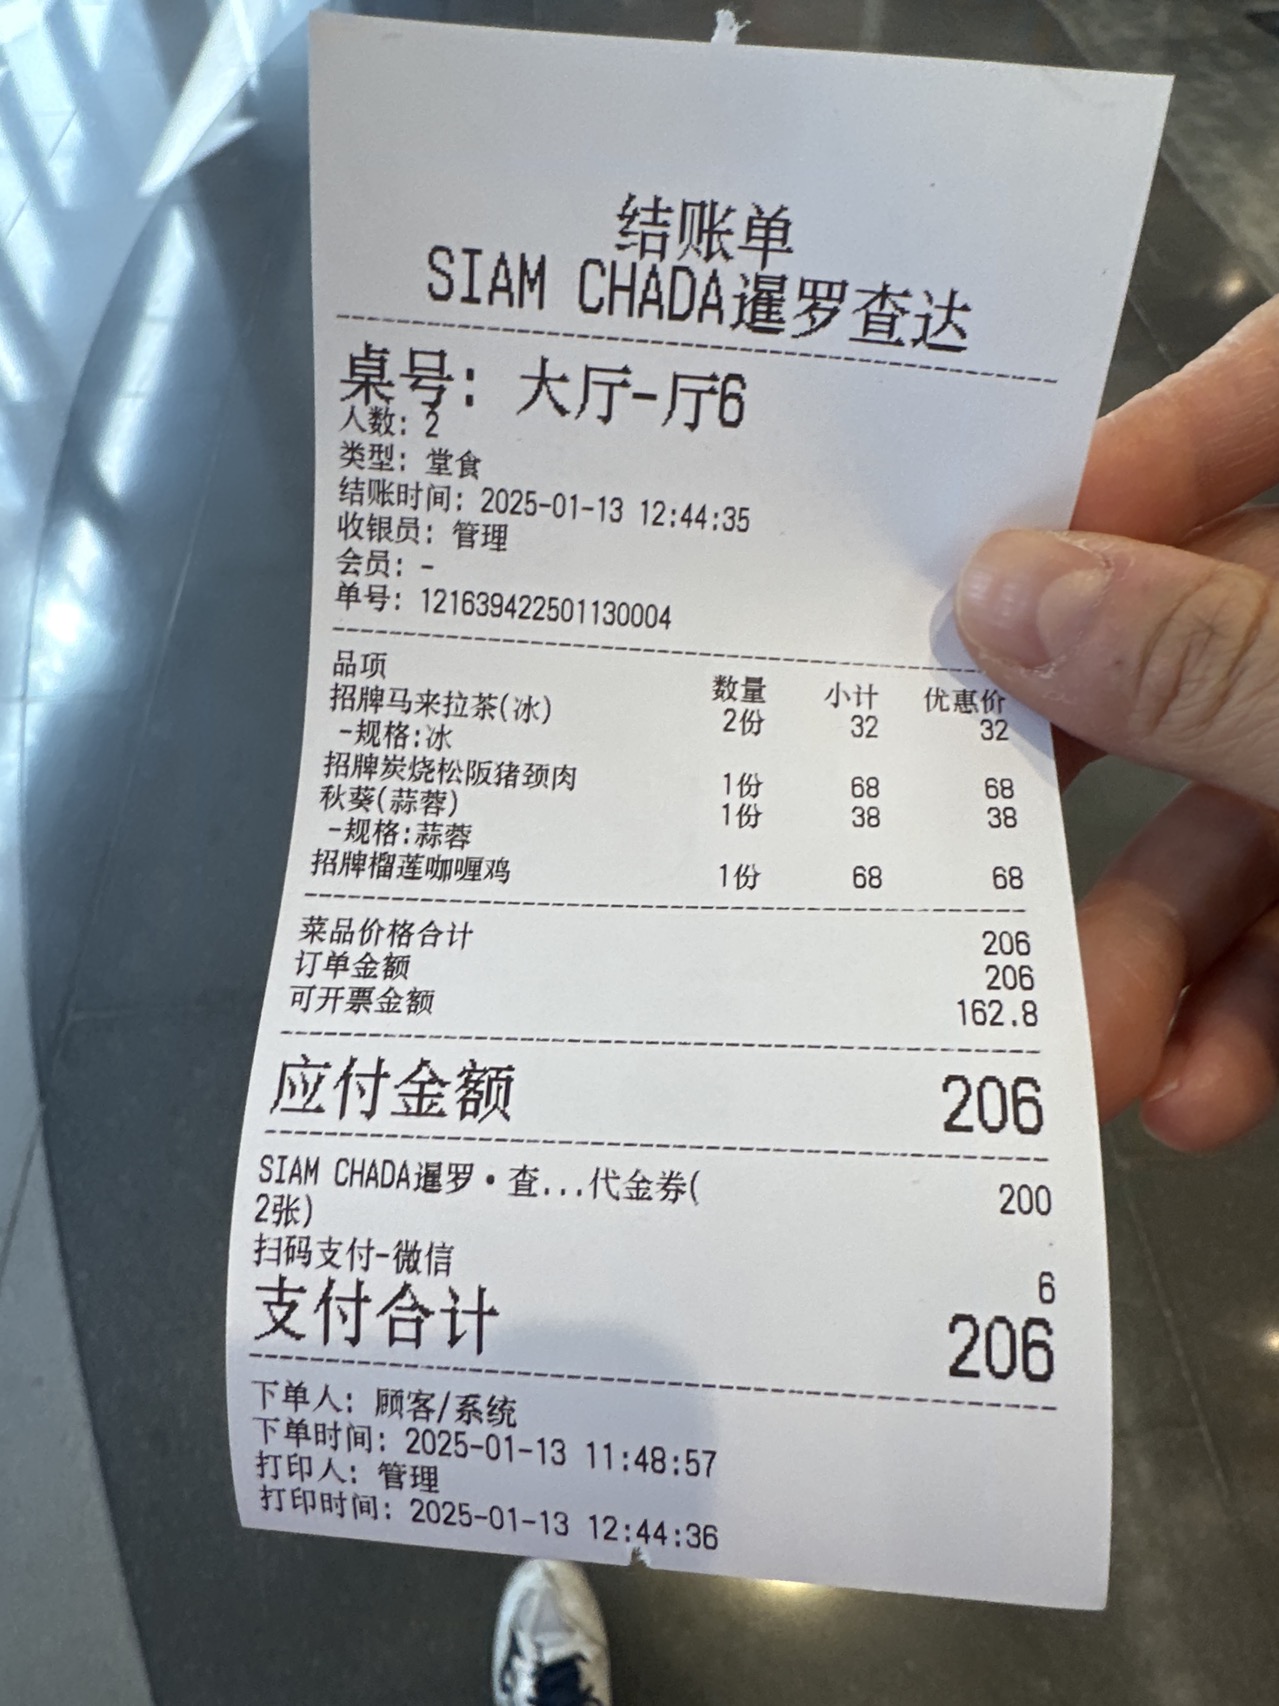 结账单
SIAM CHADA暹罗查达
桌号: 大厅-厅6
人数: 2
类型: 堂食
结账时间: 2025-01-13 12:44:35
收银员: 管理
会员: -
单号: 121639422501130004
品项 数量 小计 优惠价
招牌马来拉茶(冰) 2份 32 32
-规格:冰
招牌炭烧松阪猪颈肉 1份 68 68
秋葵(蒜蓉) 1份 38 38
-规格:蒜蓉
招牌榴莲咖喱鸡 1份 68 68
菜品价格合计 206
订单金额 206
可开票金额 162.8
应付金额 206
SIAM CHADA暹罗·查...代金券( 200
2张)
扫码支付-微信 6
支付合计 206
下单人: 顾客/系统
下单时间: 2025-01-13 11:48:57
打印人: 管理
打印时间: 2025-01-13 12:44:36